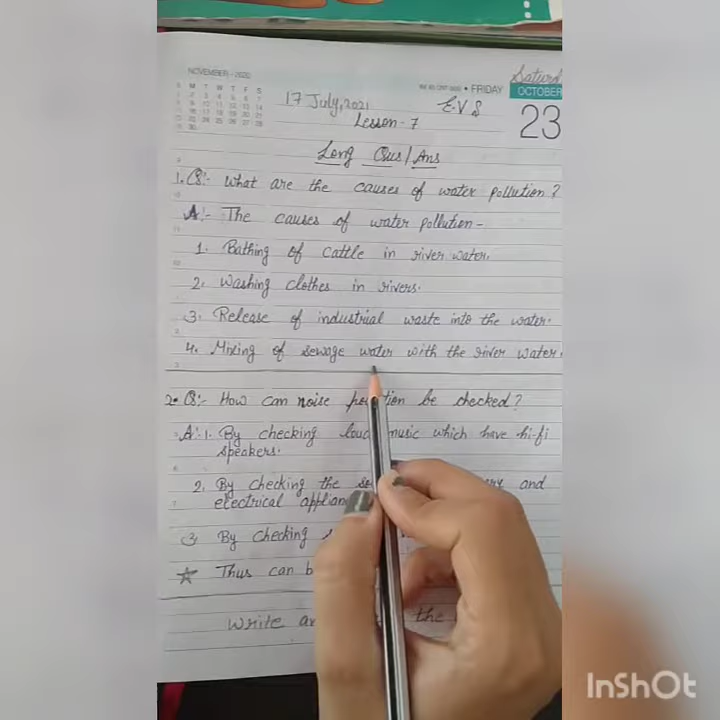 NOVEMBER - 2020
S M T W T F S
FRIDAY
Saturd
OCTOBER
23
17 July, 2021
E.V.S
Lesson-7
Long Qus/Ans
1. Q:- What are the causes of water pollution?
A:- The causes of water pollution-
1. Bathing of cattle in river water.
2. Washing clothes in rivers.
3. Release of industrial waste into the water.
4. Mixing of sewage water with the river water.
2. Q:- How can noise tion be checked?
A:- 1. By checking music which have hi-fi
speakers.
2. By checking the and
electrical
3. By checking
Thus can
Write the
InShOt